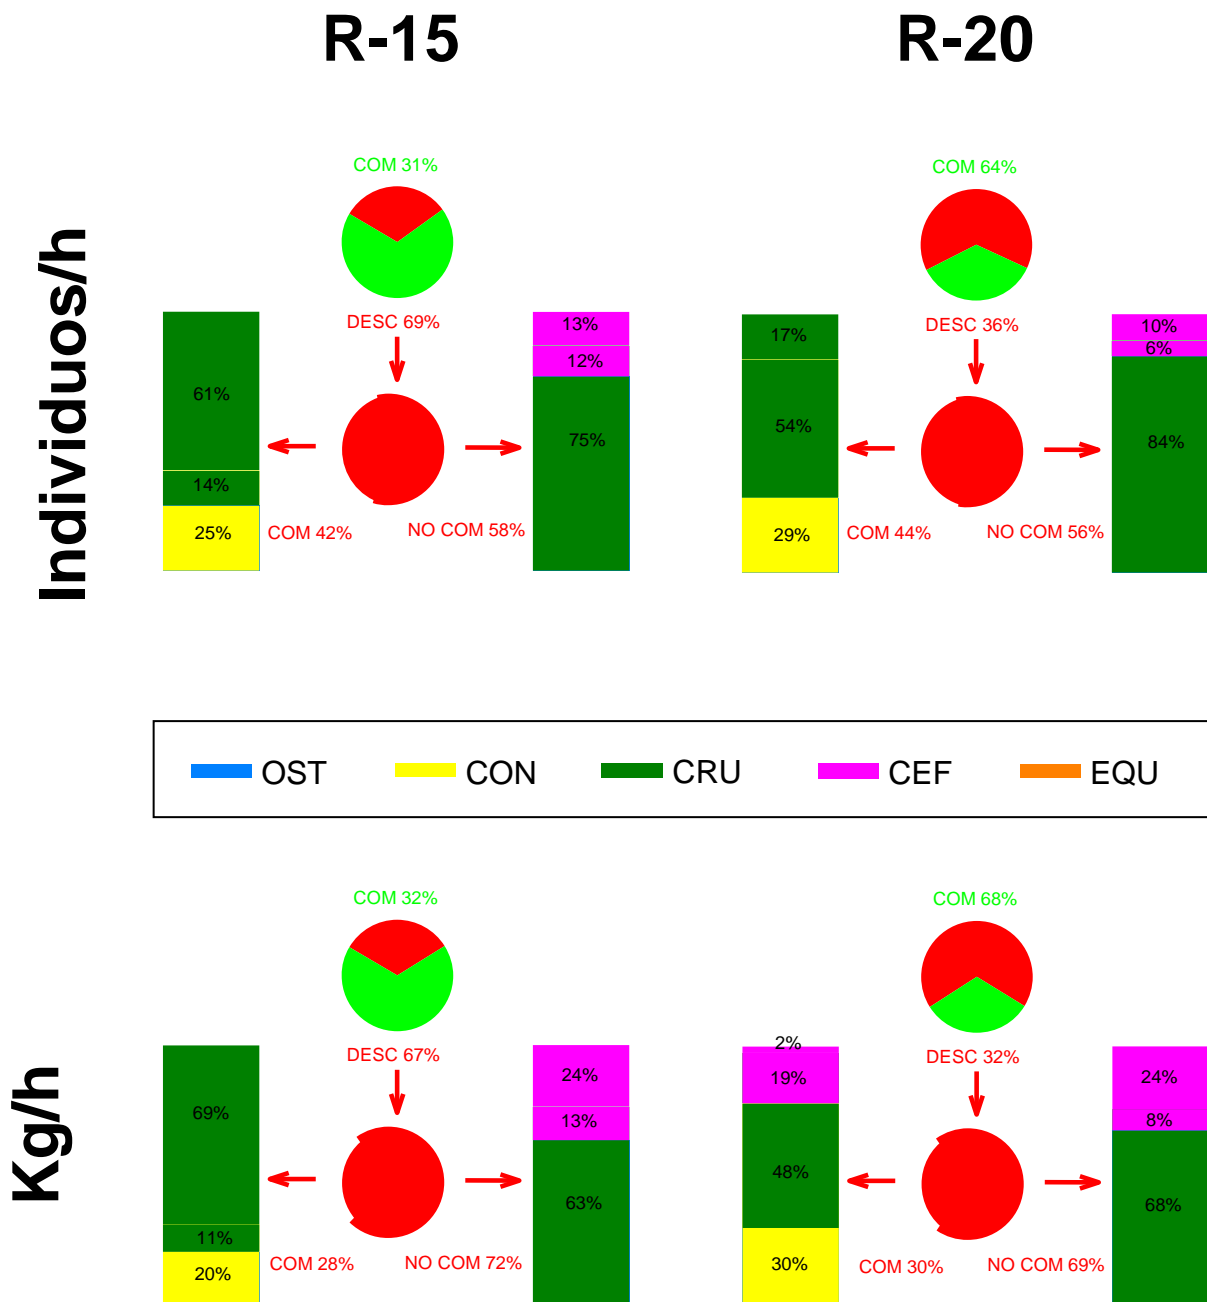 R-15
R-20
Individuos/h
COM 31%
COM 64%
DESC 69%
DESC 36%
61%
14%
25%
COM 42%
NO COM 58%
13%
12%
75%
17%
54%
29%
COM 44%
NO COM 56%
10%
6%
84%
OST
CON
CRU
CEF
EQU
Kg/h
COM 32%
COM 68%
DESC 67%
DESC 32%
69%
11%
20%
COM 28%
NO COM 72%
24%
13%
63%
2%
19%
48%
30%
COM 30%
NO COM 69%
24%
8%
68%